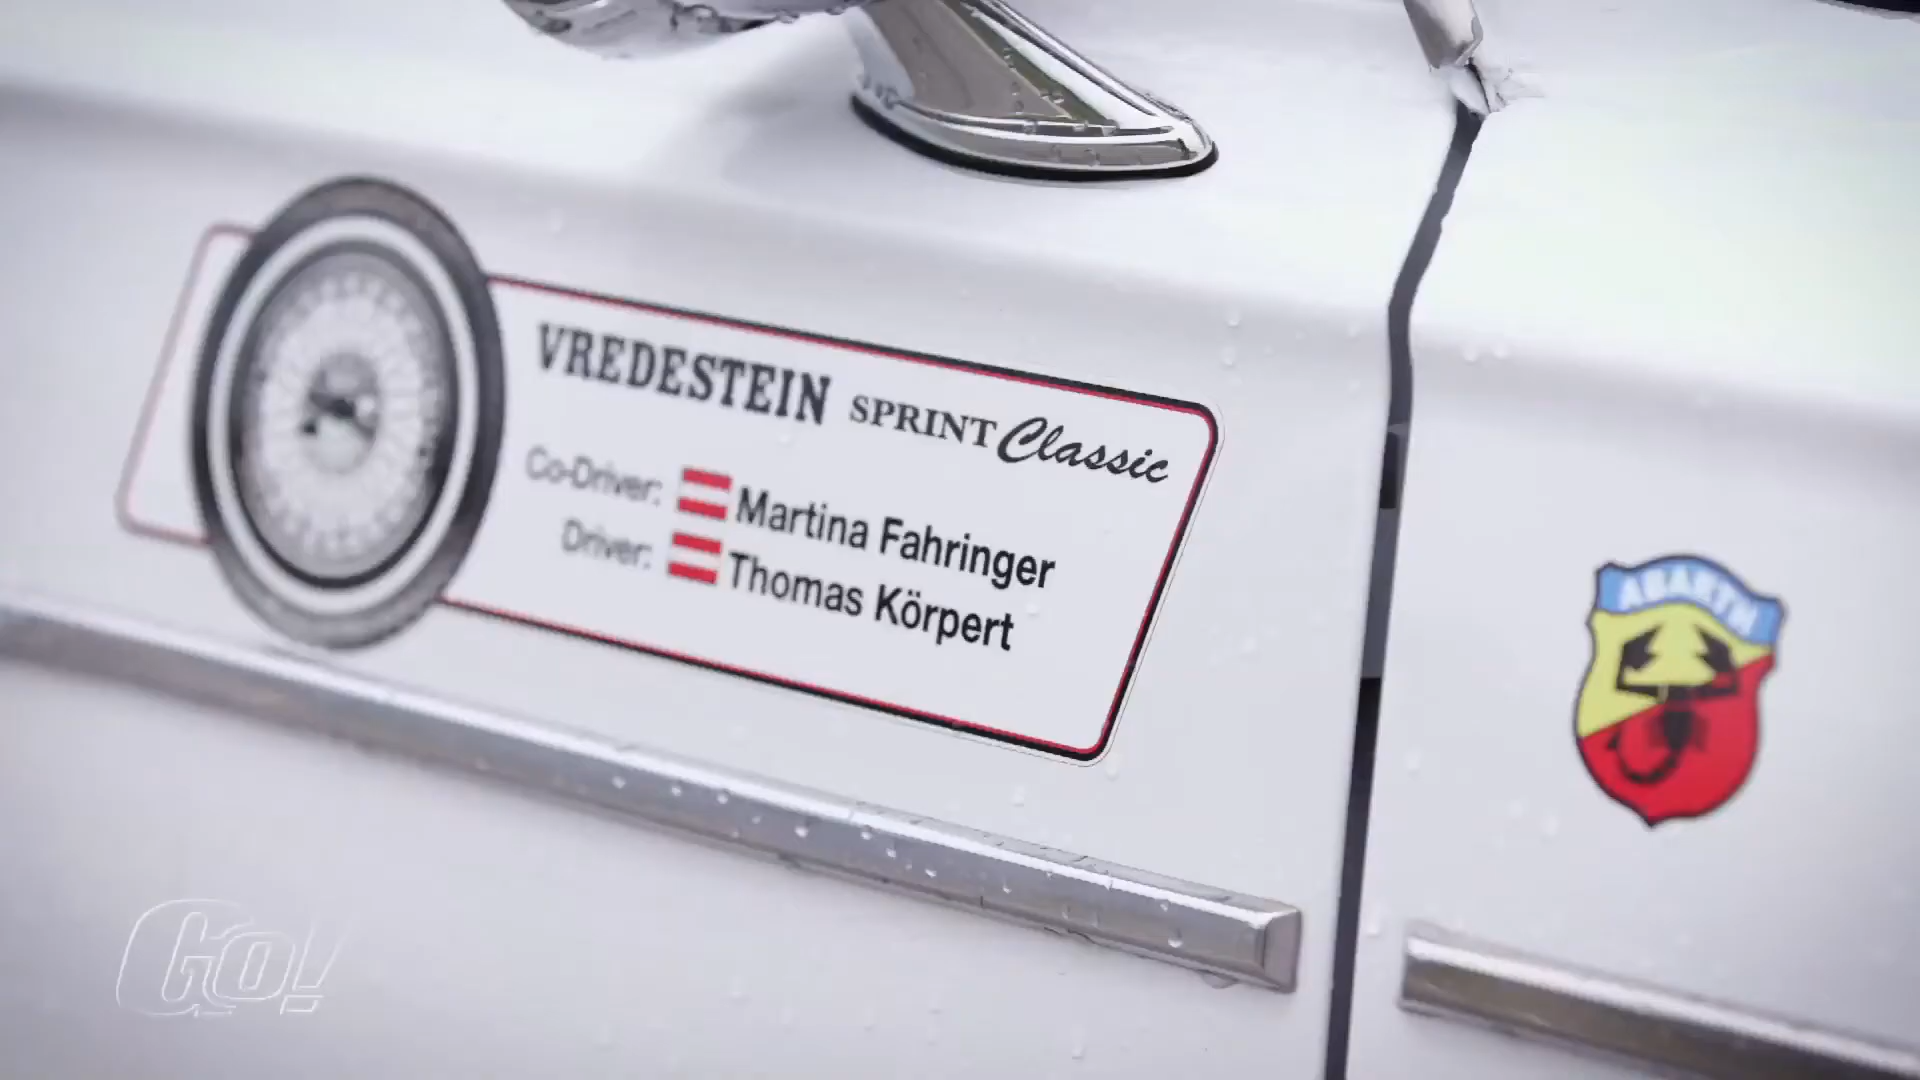 VREDESTEIN SPRINT Classic
Co-Driver: Martina Fahringer
Driver: Thomas Körpert
ABARTH
GO!